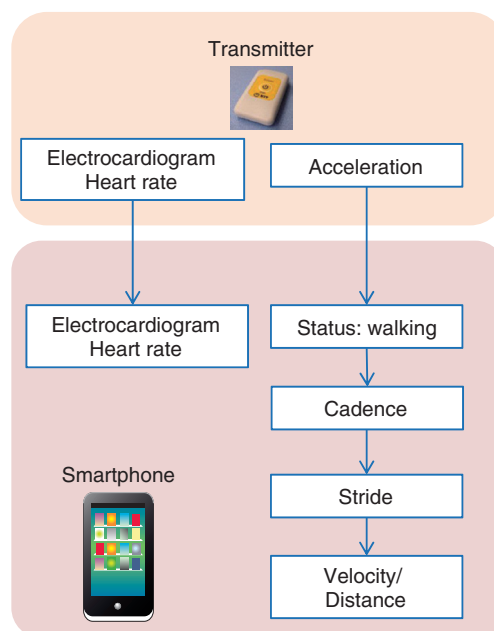 Transmitter
Electrocardiogram
Heart rate
Acceleration
Electrocardiogram
Heart rate
Status: walking
Cadence
Stride
Smartphone
Velocity/
Distance